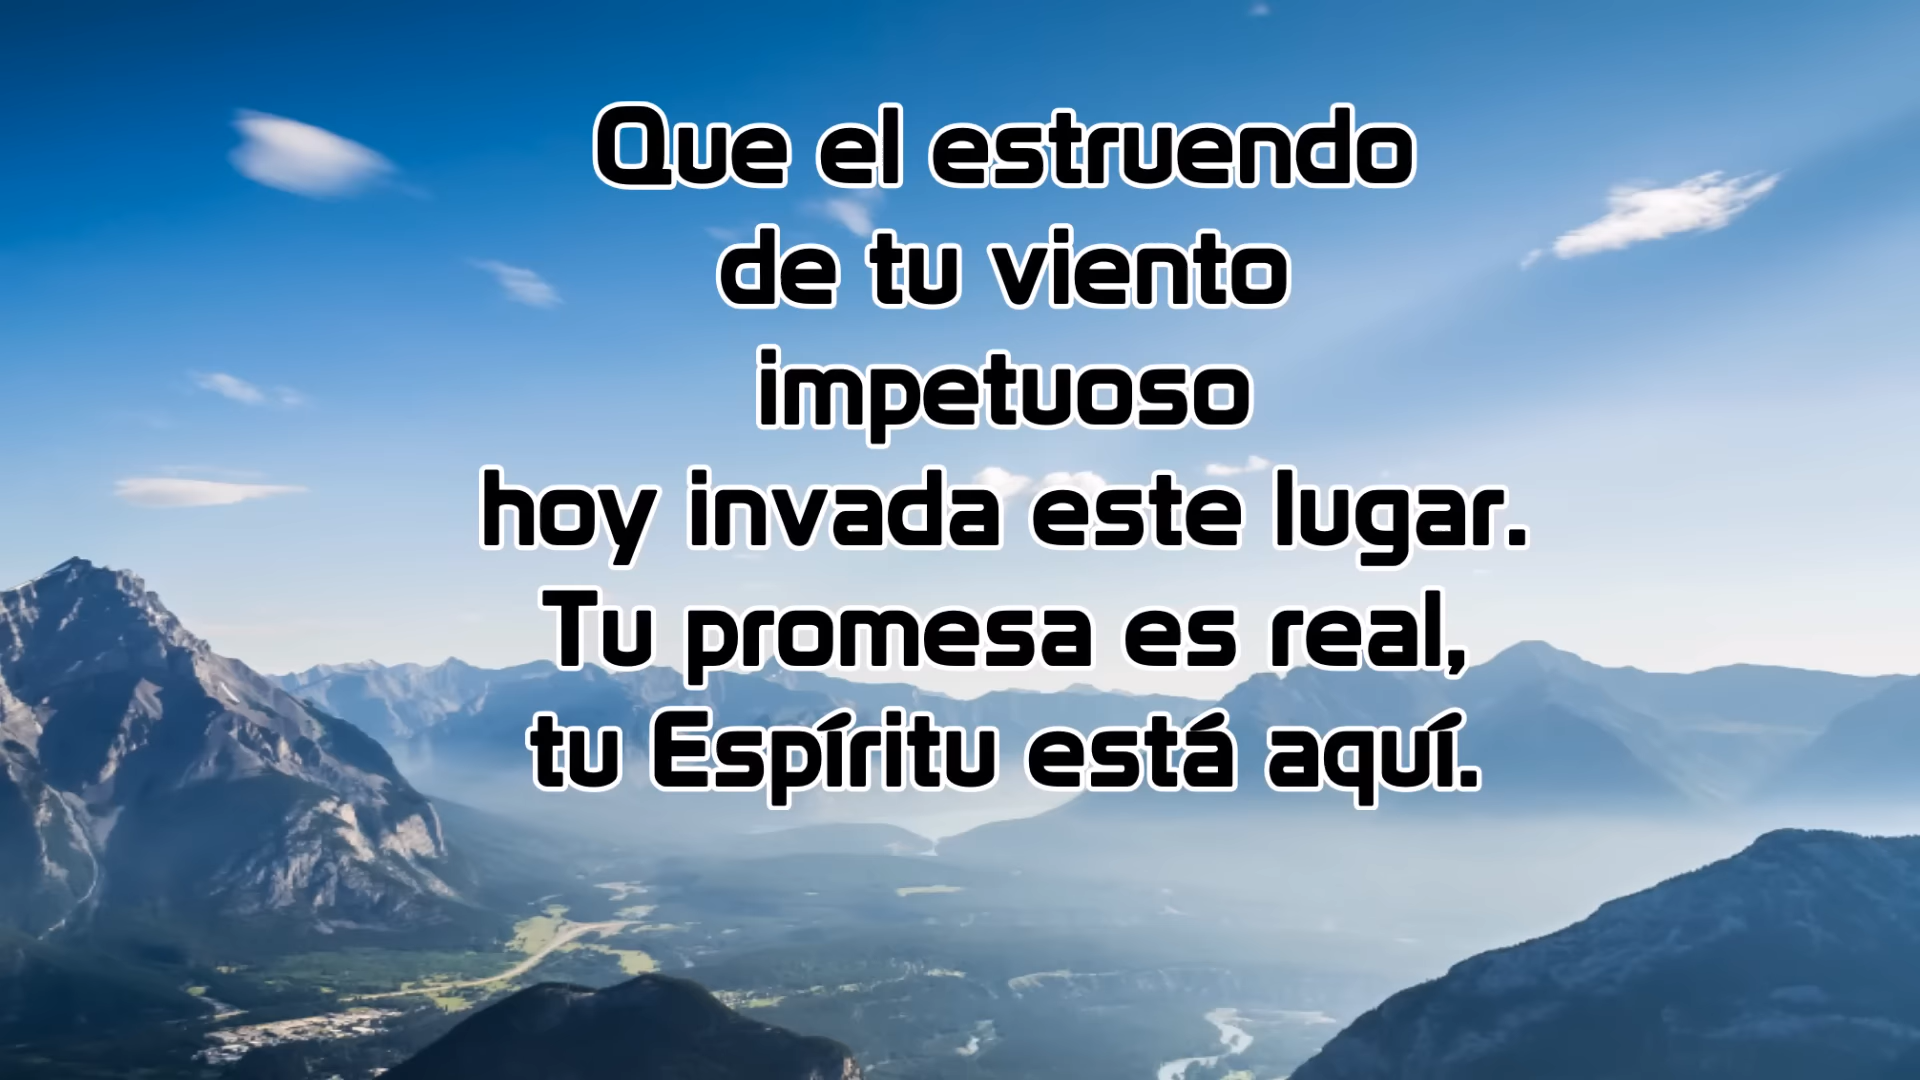 Que el estruendo
de tu viento
impetuoso
hoy invada este lugar.
Tu promesa es real,
tu Espíritu está aquí.